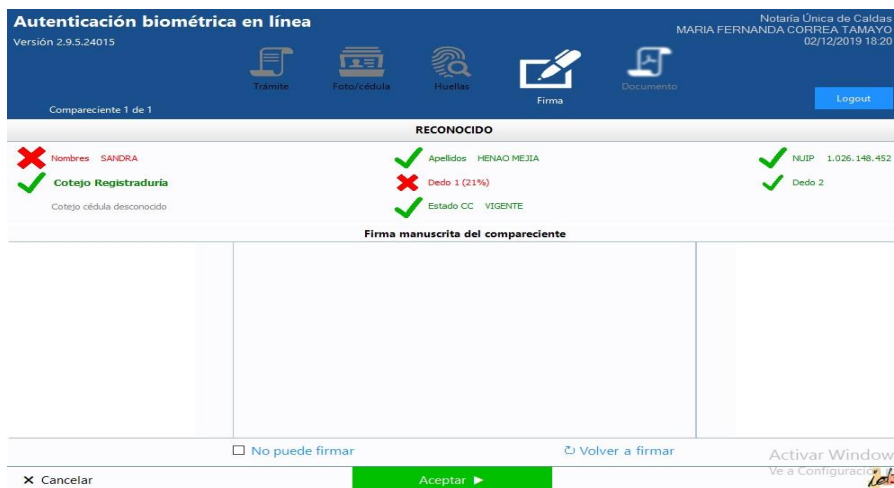 Autenticación biométrica en línea
Versión 2.9.5.24015
Notaría Única de Caldas
MARIA FERNANDA CORREA TAMAYO
02/12/2019 18:20
Trámite
Foto/cédula
Huellas
Firma
Documento
Compareciente 1 de 1
Logout
RECONOCIDO
Nombres SANDRA
Apellidos HENAO MEJIA
NUIP 1.026.148.452
Cotejo Registraduría
Dedo 1 (21%)
Dedo 2
Cotejo cédula desconocido
Estado CC VIGENTE
Firma manuscrita del compareciente
No puede firmar
Volver a firmar
Activar Window
Ve a Configuració
Cancelar
Aceptar